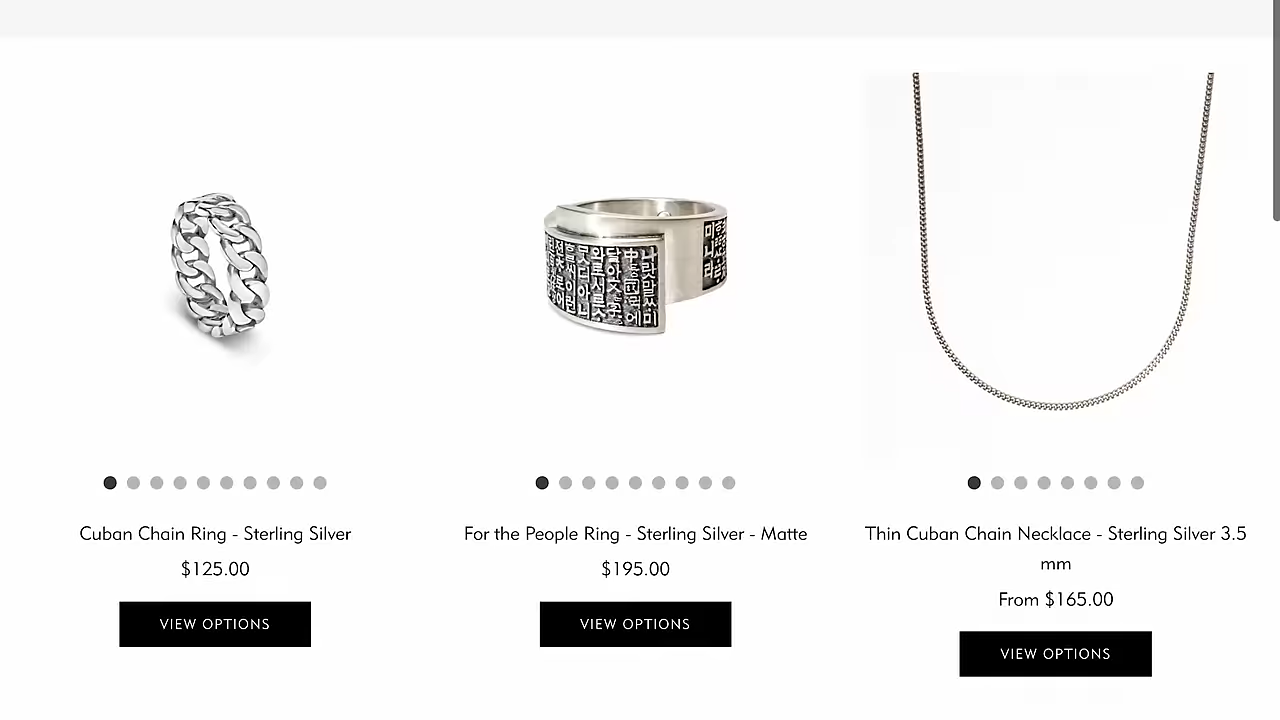 Cuban Chain Ring - Sterling Silver
$125.00
VIEW OPTIONS
For the People Ring - Sterling Silver - Matte
$195.00
VIEW OPTIONS
Thin Cuban Chain Necklace - Sterling Silver 3.5
mm
From $165.00
VIEW OPTIONS